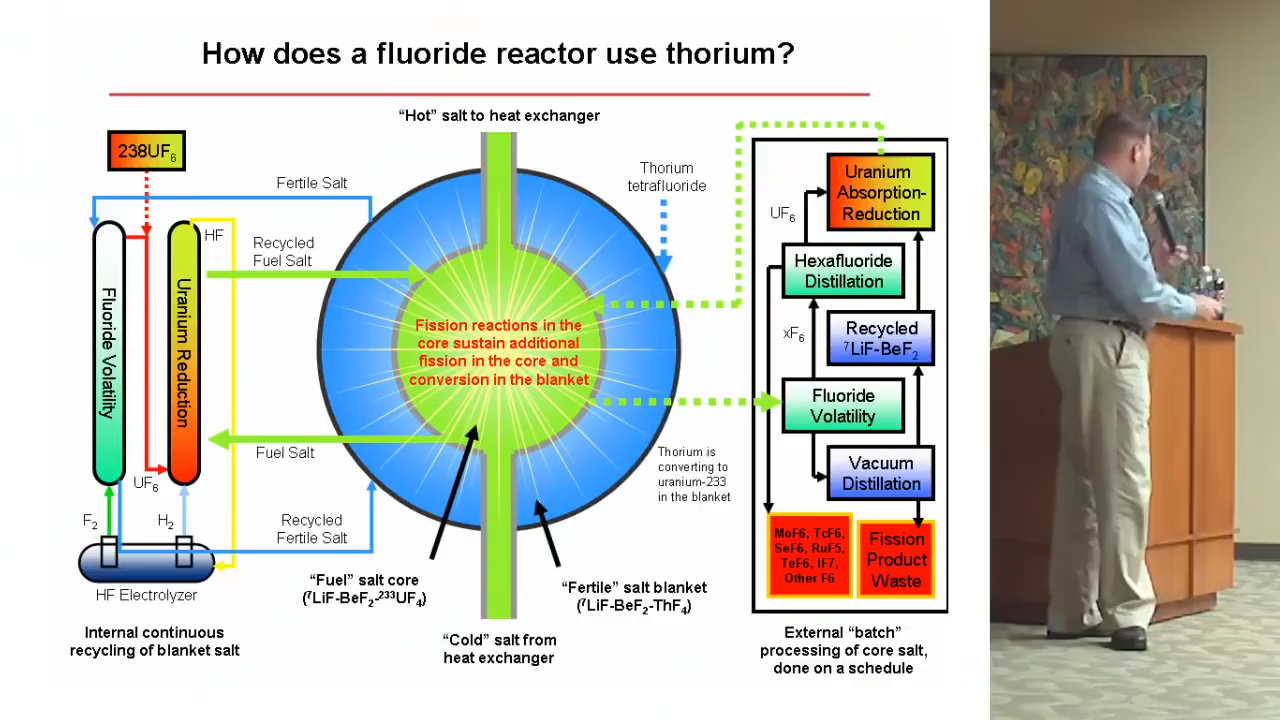 How does a fluoride reactor use thorium?
"Hot" salt to heat exchanger
238UF6
Fertile Salt
Thorium
tetrafluoride
HF
Recycled
Fuel Salt
Fluoride Volatility
Uranium Reduction
Fission reactions in the
core sustain additional
fission in the core and
conversion in the blanket
Fuel Salt
UF6
F2
H2
Recycled
Fertile Salt
HF Electrolyzer
Internal continuous
recycling of blanket salt
"Fuel" salt core
(⁷LiF-BeF₂-²³³UF₄)
"Cold" salt from
heat exchanger
"Fertile" salt blanket
(⁷LiF-BeF₂-ThF₄)
Thorium is
converting to
uranium-233
in the blanket
Uranium
Absorption-
Reduction
UF6
Hexafluoride
Distillation
xF6
Recycled
⁷LiF-BeF₂
Fluoride
Volatility
Vacuum
Distillation
MoF6, TcF6,
SeF6, RuF5,
TeF6, IF7,
Other F6
Fission
Product
Waste
External "batch"
processing of core salt,
done on a schedule